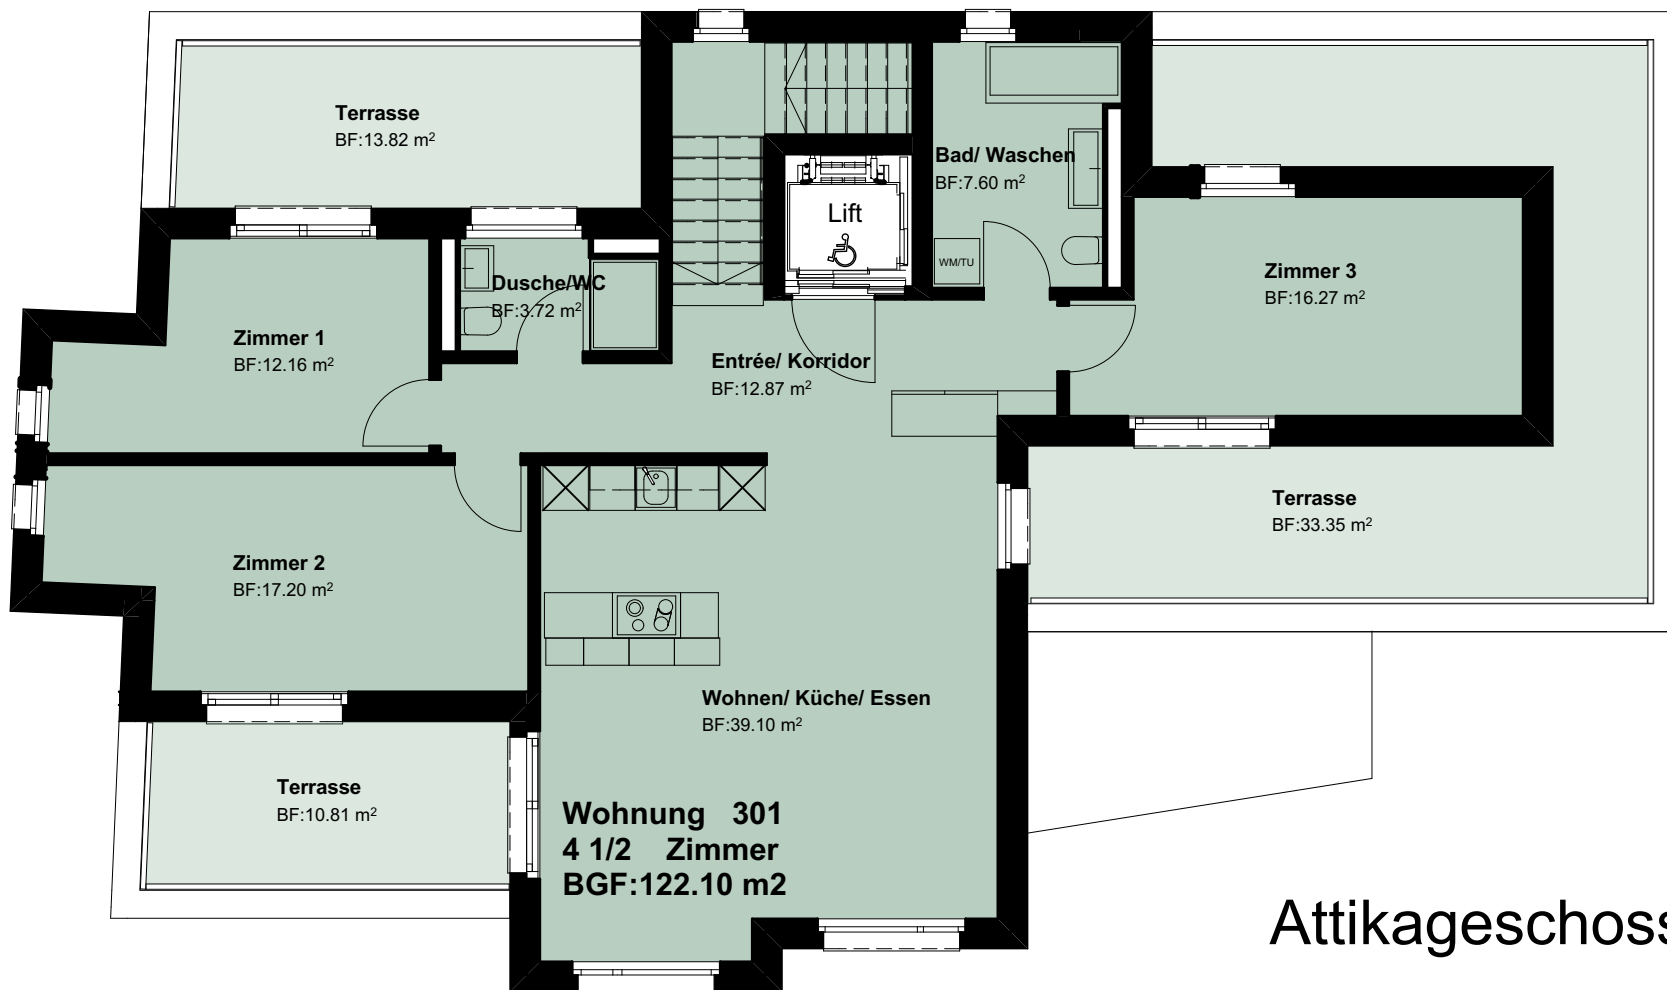 Terrasse
BF:13.82 m²
Bad/ Waschen
BF:7.60 m²
Lift
WM/TU
Zimmer 3
BF:16.27 m²
Dusche/WC
BF:3.72 m²
Zimmer 1
BF:12.16 m²
Entrée/ Korridor
BF:12.87 m²
Terrasse
BF:33.35 m²
Zimmer 2
BF:17.20 m²
Wohnen/ Küche/ Essen
BF:39.10 m²
Terrasse
BF:10.81 m²
Wohnung 301
4 1/2 Zimmer
BGF:122.10 m2
Attikageschoss